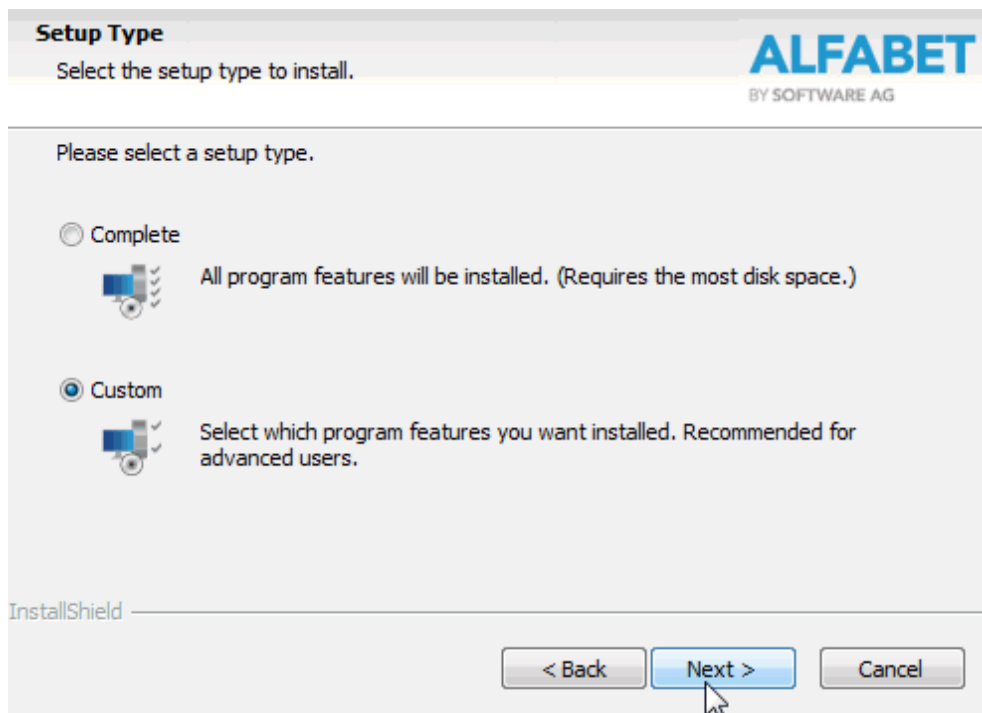 Setup Type
Select the setup type to install.
ALFABET
BY SOFTWARE AG
Please select a setup type.
Complete
All program features will be installed. (Requires the most disk space.)
Custom
Select which program features you want installed. Recommended for
advanced users.
InstallShield
< Back
Next >
Cancel